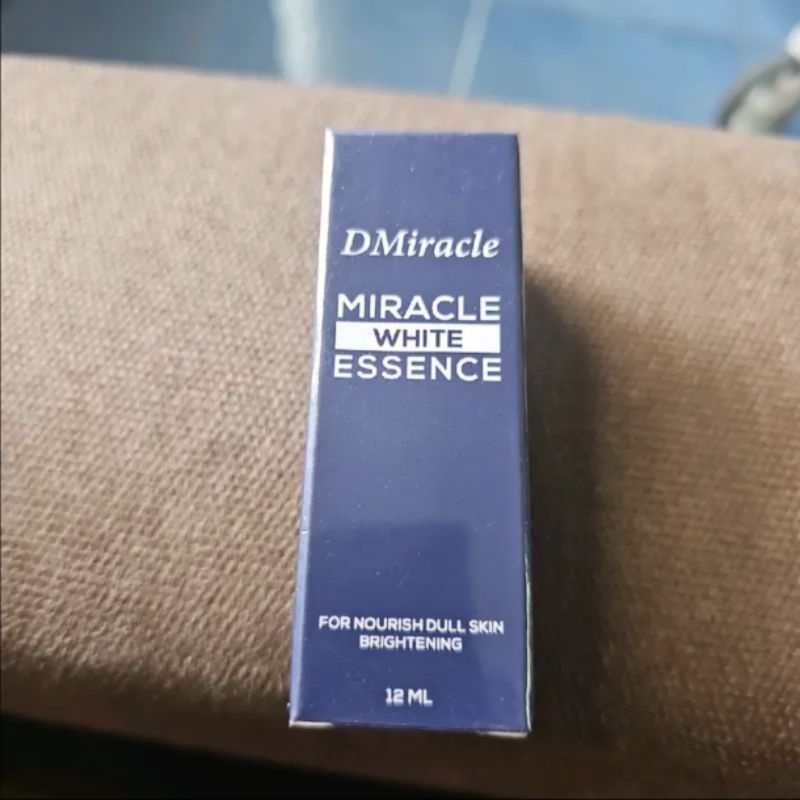 DMiracle
MIRACLE
WHITE
ESSENCE
FOR NOURISH DULL SKIN
BRIGHTENING
12 ML